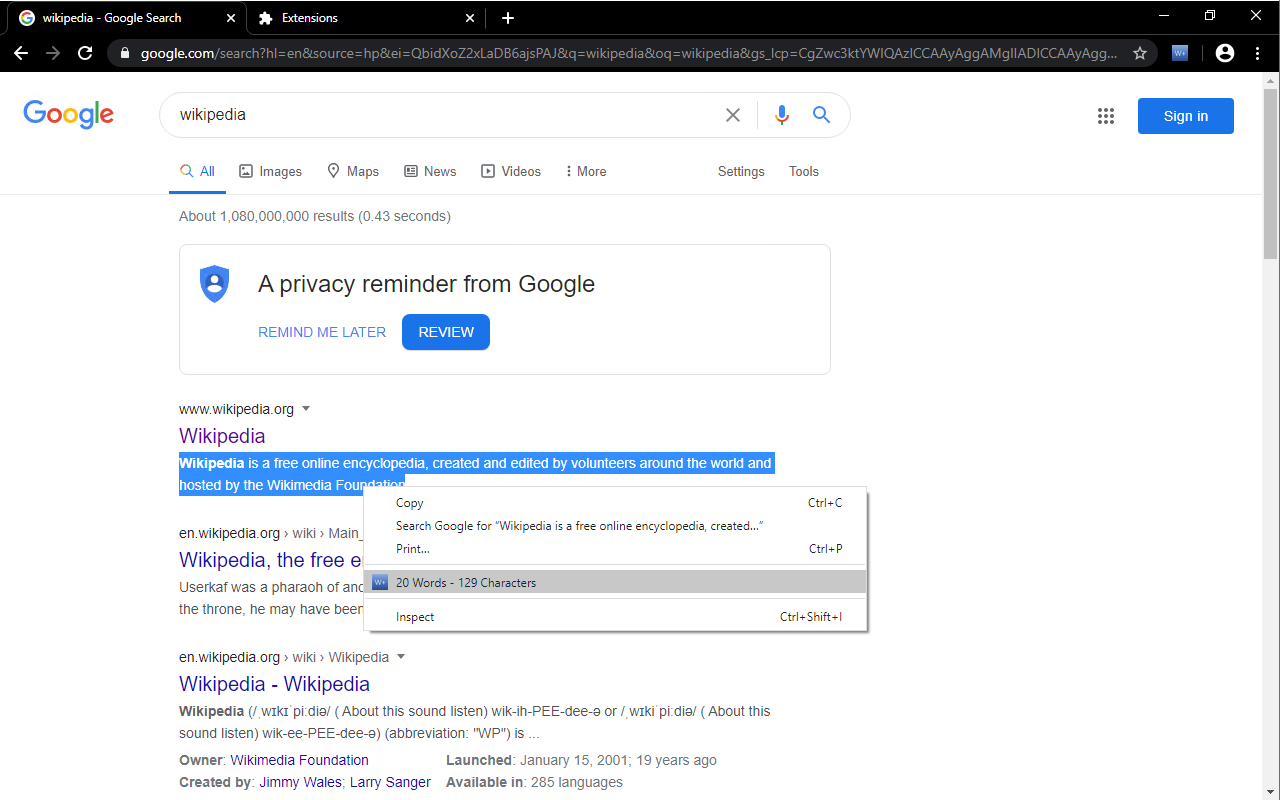 wikipedia - Google Search
Extensions
google.com/search?hl=en&source=hp&ei=QbidXoZ2xLaDB6ajsPAJ&q=wikipedia&oq=wikipedia&gs_lcp=CgZwc3ktYWIQAzICCAAyAggAMgIIADICCAAyAgg...
Google
wikipedia
Sign in
All Images Maps News Videos More Settings Tools
About 1,080,000,000 results (0.43 seconds)
A privacy reminder from Google
REMIND ME LATER REVIEW
www.wikipedia.org
Wikipedia
Wikipedia is a free online encyclopedia, created and edited by volunteers around the world and
hosted by the Wikimedia Foundation
Copy Ctrl+C
Search Google for “Wikipedia is a free online encyclopedia, created...”
Print... Ctrl+P
W+ 20 Words - 129 Characters
Inspect Ctrl+Shift+I
en.wikipedia.org › wiki › Main_
Wikipedia, the free e
Userkaf was a pharaoh of anc
the throne, he may have been
en.wikipedia.org › wiki › Wikipedia
Wikipedia - Wikipedia
Wikipedia (/ˌwɪkɪˈpiːdiə/ ( About this sound listen) wik-ih-PEE-dee-ə or /ˌwɪkiˈpiːdiə/ ( About this
sound listen) wik-ee-PEE-dee-ə) (abbreviation: "WP") is ...
Owner: Wikimedia Foundation Launched: January 15, 2001; 19 years ago
Created by: Jimmy Wales; Larry Sanger Available in: 285 languages